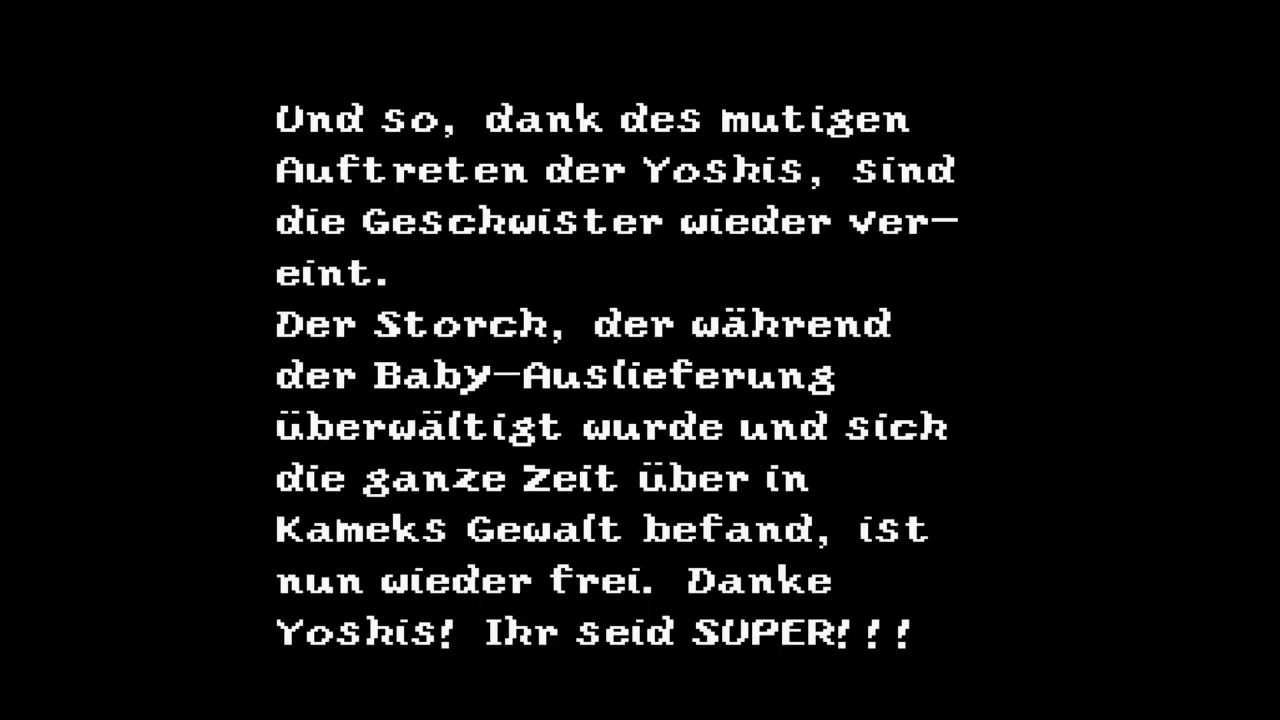 Und so, dank des mutigen
Auftreten der Yoshis, sind
die Geschwister wieder ver-
eint.
Der Storch, der während
der Baby-Auslieferung
überwältigt wurde und sich
die ganze Zeit über in
Kameks Gewalt befand, ist
nun wieder frei. Danke
Yoshis! Ihr seid SUPER!!!